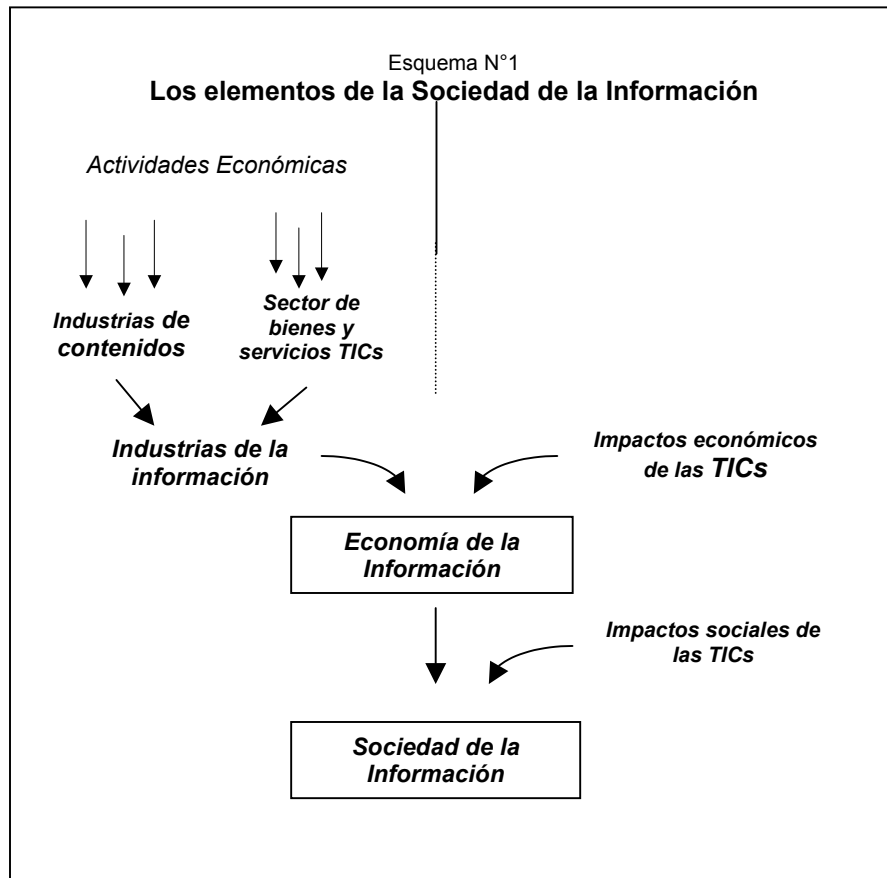 Esquema N°1
Los elementos de la Sociedad de la Información
Actividades Económicas
Industrias de
contenidos
Sector de
bienes y
servicios TICs
Industrias de la
información
Impactos económicos
de las TICs
Economía de la
Información
Impactos sociales de
las TICs
Sociedad de la
Información